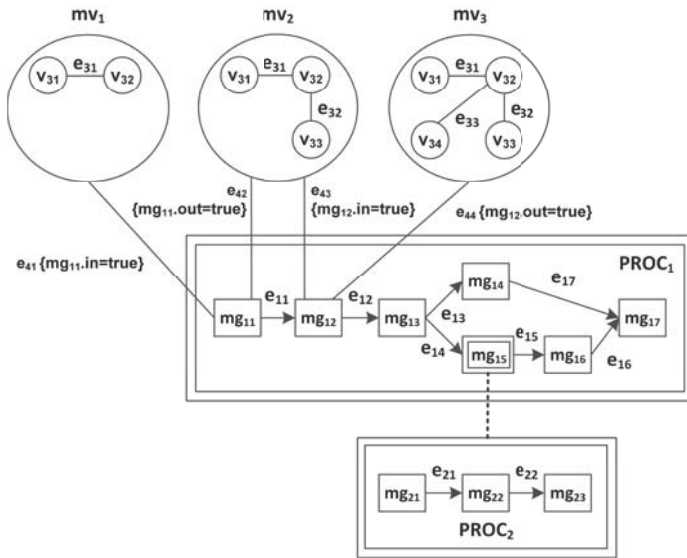 mv₁ mv₂ mv₃
v₃₁ e₃₁ v₃₂ v₃₁ e₃₁ v₃₂ v₃₁ e₃₁ v₃₂
e₃₂ e₃₃ e₃₂
v₃₃ v₃₄ v₃₃
e₄₂ e₄₃
{mg₁₁.out=true} {mg₁₂.in=true} e₄₄ {mg₁₂.out=true}
e₄₁ {mg₁₁.in=true}
PROC₁
mg₁₄ e₁₇
mg₁₁ e₁₁ mg₁₂ e₁₂ mg₁₃ e₁₃ mg₁₇
e₁₄ mg₁₅ e₁₅ mg₁₆ e₁₆
mg₂₁ e₂₁ mg₂₂ e₂₂ mg₂₃
PROC₂